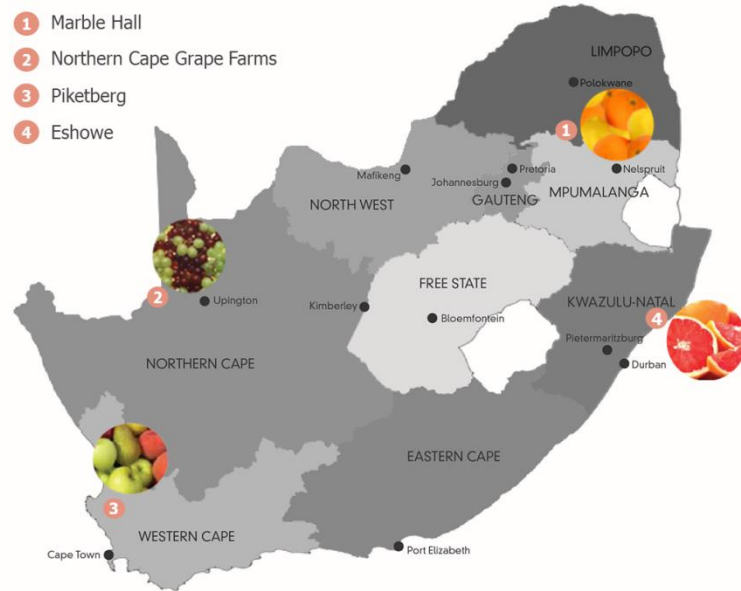 1 Marble Hall
2 Northern Cape Grape Farms
3 Piketberg
4 Eshowe
LIMPOPO
Polokwane
1
Mafikeng
Pretoria
Nelspruit
Johannesburg
MPUMALANGA
NORTH WEST
GAUTENG
FREE STATE
2
Upington
Kimberley
KWAZULU-NATAL
Bloemfontein
4
Pietermaritzburg
NORTHERN CAPE
Durban
EASTERN CAPE
3
WESTERN CAPE
Cape Town
Port Elizabeth